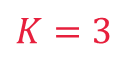 K = 3